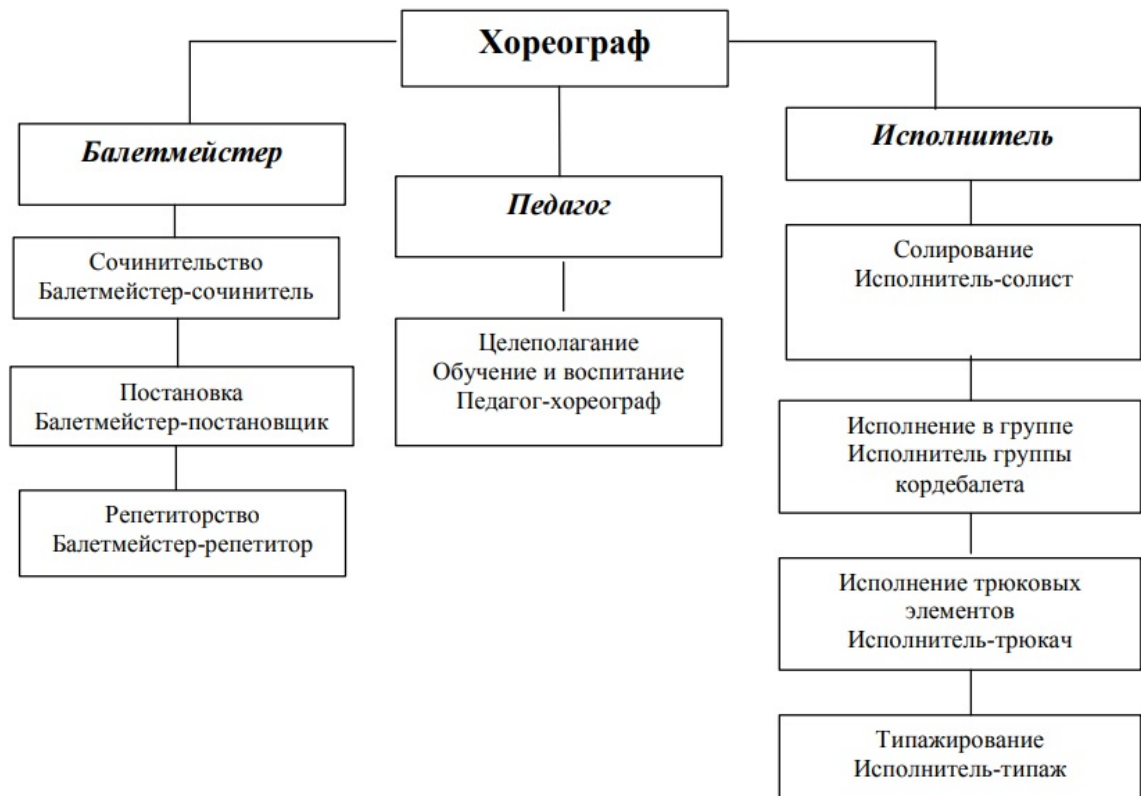 Хореограф
Балетмейстер
Сочинительство
Балетмейстер-сочинитель
Постановка
Балетмейстер-постановщик
Репетиторство
Балетмейстер-репетитор
Педагог
Целеполагание
Обучение и воспитание
Педагог-хореограф
Исполнитель
Солирование
Исполнитель-солист
Исполнение в группе
Исполнитель группы
кордебалета
Исполнение трюковых
элементов
Исполнитель-трюкач
Типажирование
Исполнитель-типаж